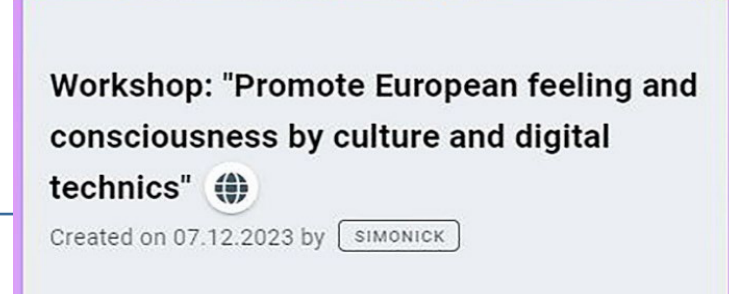 Workshop: "Promote European feeling and
consciousness by culture and digital
technics"
Created on 07.12.2023 by SIMONICK